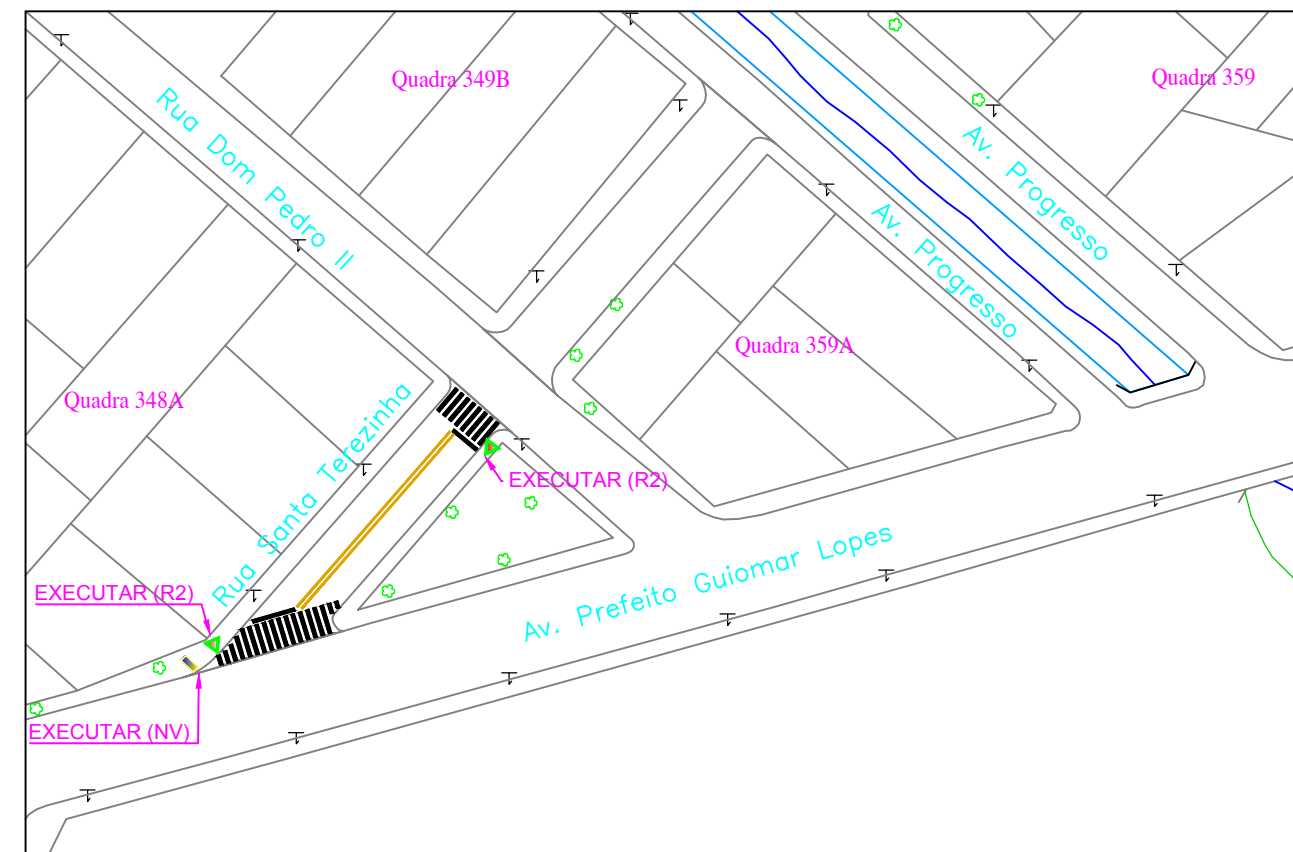 Quadra 349B
Quadra 359
Rua Dom Pedro II
Av. Progresso
Av. Progresso
Quadra 359A
Quadra 348A
Rua Santa Terezinha
EXECUTAR (R2)
Av. Prefeito Guiomar Lopes
EXECUTAR (R2)
EXECUTAR (NV)